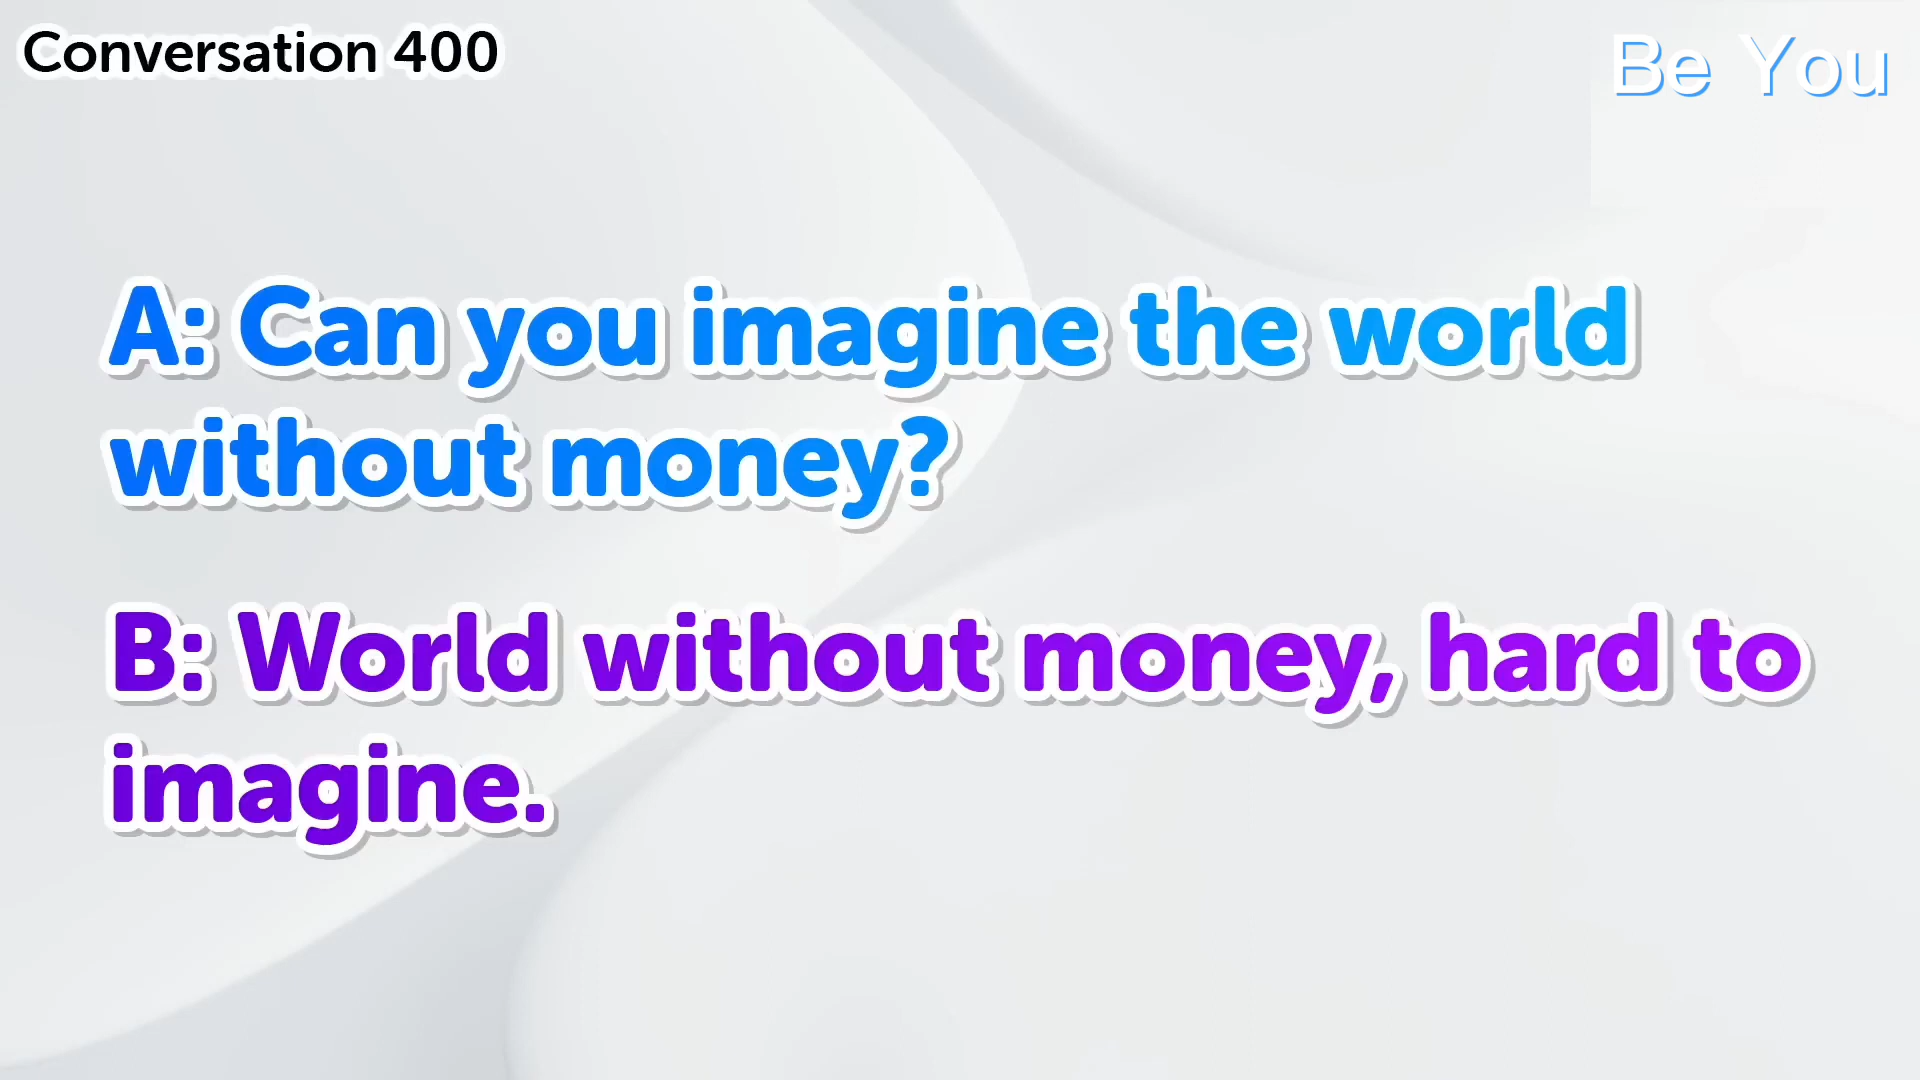 Conversation 400
Be You
A: Can you imagine the world
without money?
B: World without money, hard to
imagine.